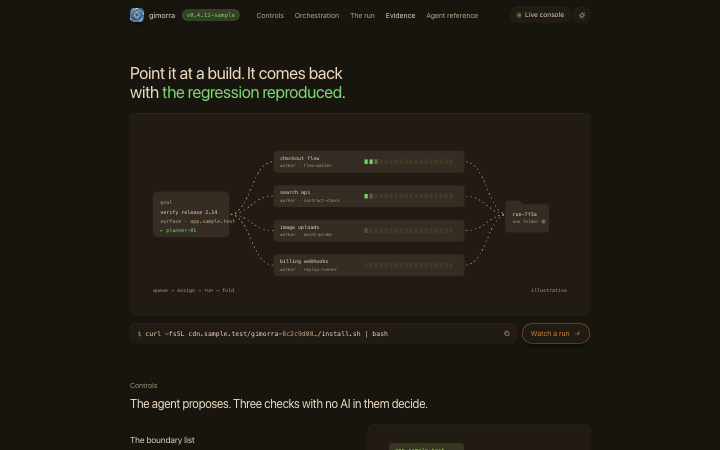 gimorra
v0.4.12-sample
Controls
Orchestration
The run
Evidence
Agent reference
Live console
Point it at a build. It comes back
with the regression reproduced.
goal
verify release 2.14
surface · app.sample.test
▸ planner-01
checkout flow
worker · flow-walker
search api
worker · contract-check
image uploads
worker · asset-probe
billing webhooks
worker · replay-runner
run-7f3a
one folder
queue → assign → run → fold
illustrative
$ curl -fsSL cdn.sample.test/gimorra-8c2c9d08…/install.sh | bash
Watch a run →
Controls
The agent proposes. Three checks with no AI in them decide.
The boundary list